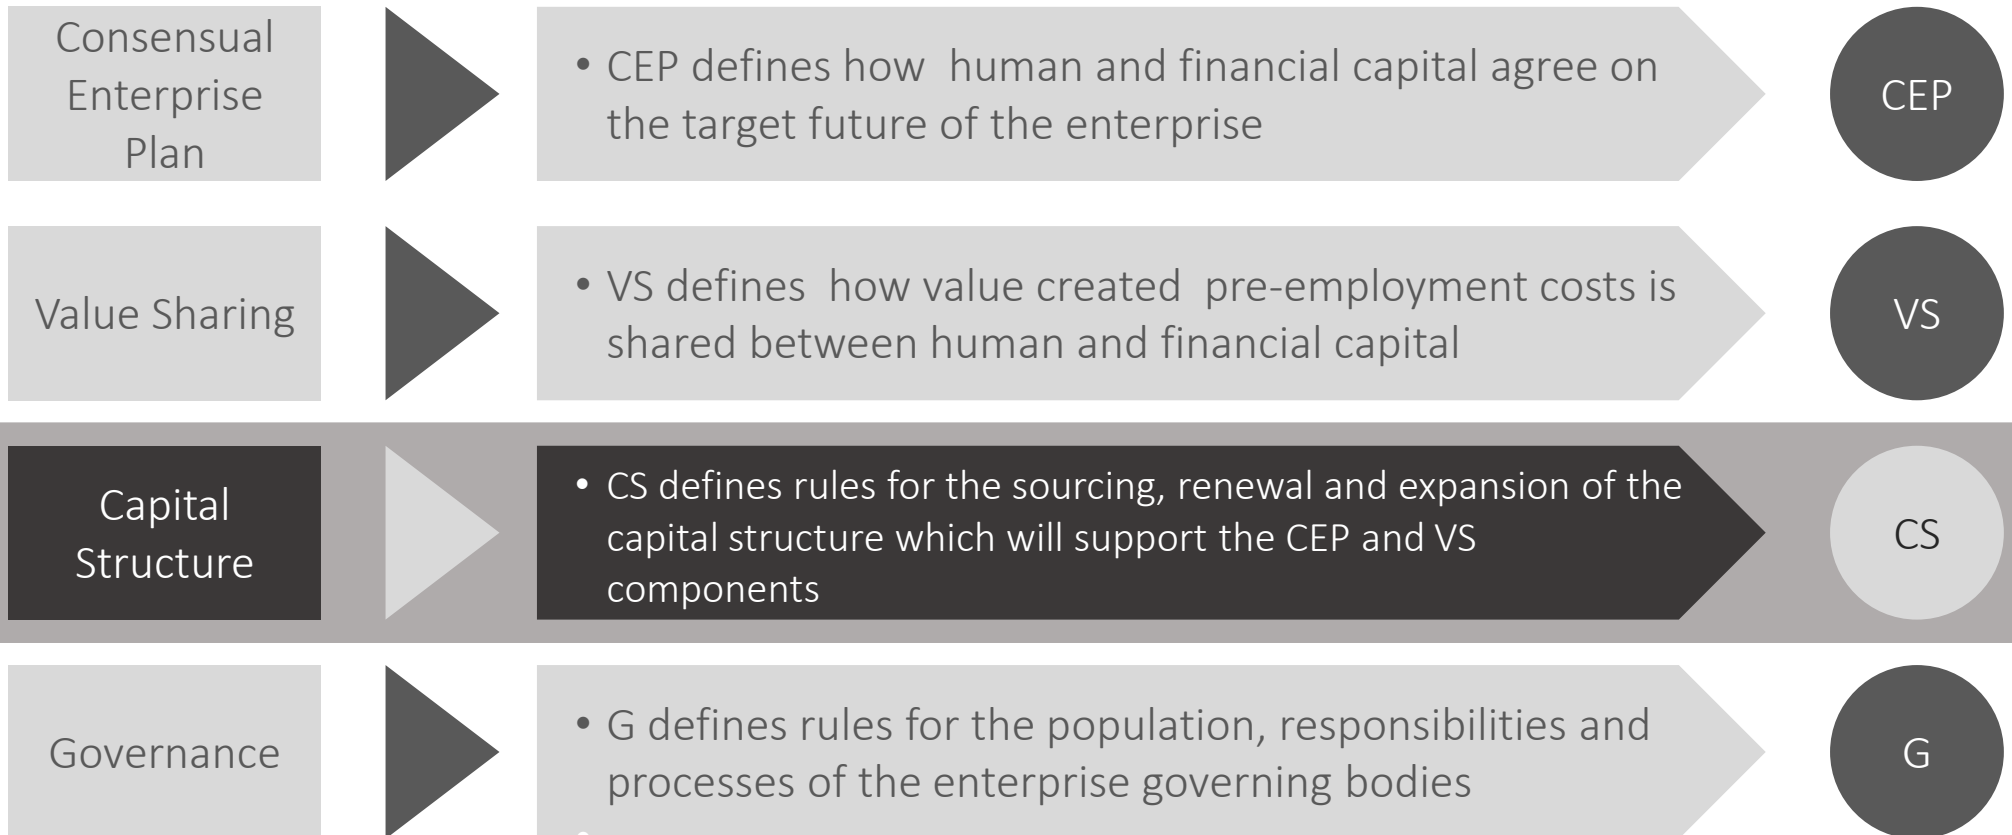 Consensual
Enterprise
Plan
• CEP defines how  human and financial capital agree on
the target future of the enterprise
CEP
Value Sharing
• VS defines  how value created  pre-employment costs is
shared between human and financial capital
VS
Capital
Structure
• CS defines rules for the sourcing, renewal and expansion of the
capital structure which will support the CEP and VS
components
CS
Governance
• G defines rules for the population, responsibilities and
processes of the enterprise governing bodies
G